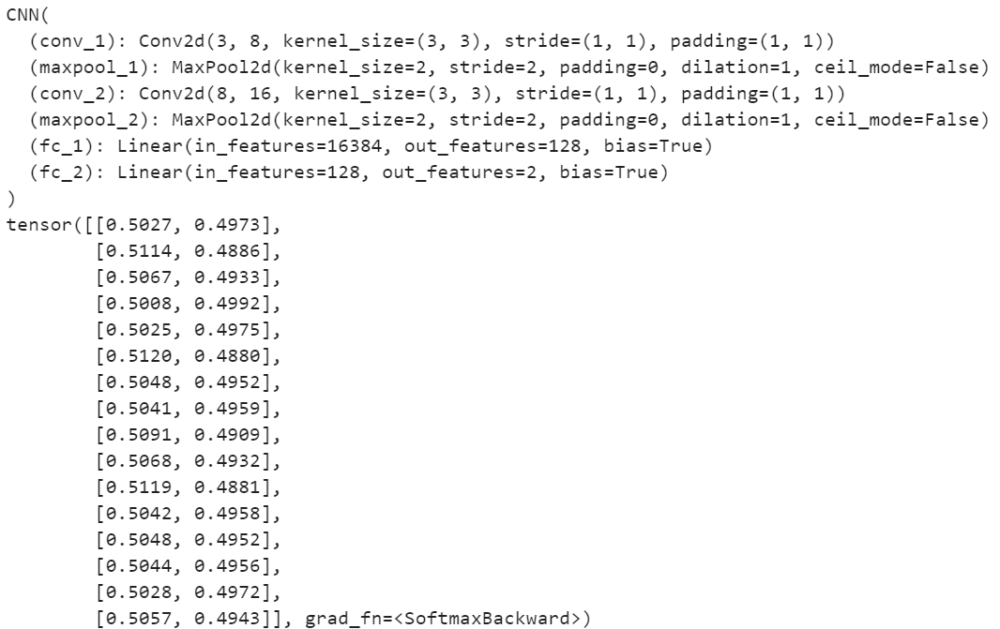 CNN(
  (conv_1): Conv2d(3, 8, kernel_size=(3, 3), stride=(1, 1), padding=(1, 1))
  (maxpool_1): MaxPool2d(kernel_size=2, stride=2, padding=0, dilation=1, ceil_mode=False)
  (conv_2): Conv2d(8, 16, kernel_size=(3, 3), stride=(1, 1), padding=(1, 1))
  (maxpool_2): MaxPool2d(kernel_size=2, stride=2, padding=0, dilation=1, ceil_mode=False)
  (fc_1): Linear(in_features=16384, out_features=128, bias=True)
  (fc_2): Linear(in_features=128, out_features=2, bias=True)
)
tensor([[0.5027, 0.4973],
        [0.5114, 0.4886],
        [0.5067, 0.4933],
        [0.5008, 0.4992],
        [0.5025, 0.4975],
        [0.5120, 0.4880],
        [0.5048, 0.4952],
        [0.5041, 0.4959],
        [0.5091, 0.4909],
        [0.5068, 0.4932],
        [0.5119, 0.4881],
        [0.5042, 0.4958],
        [0.5048, 0.4952],
        [0.5044, 0.4956],
        [0.5028, 0.4972],
        [0.5057, 0.4943]], grad_fn=<SoftmaxBackward>)